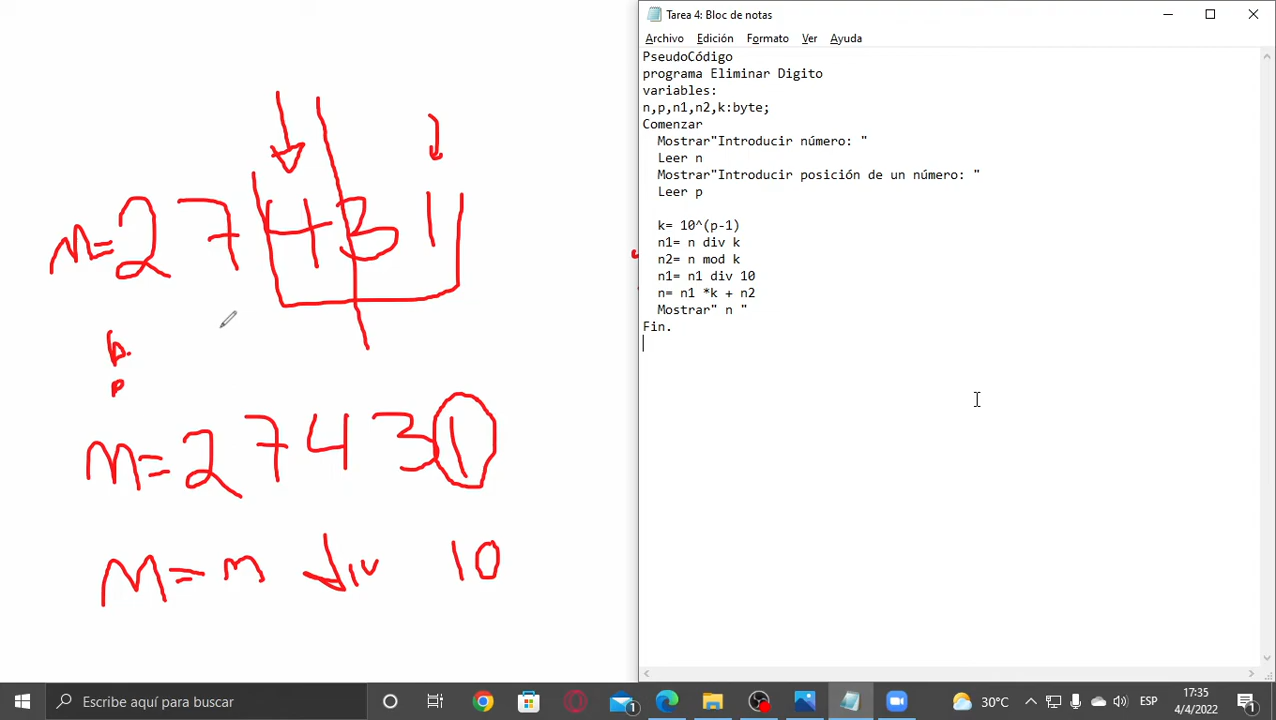 n=27431
n=27431
n=n div 10
Tarea 4: Bloc de notas
Archivo Edición Formato Ver Ayuda
PseudoCódigo
programa Eliminar Digito
variables:
n,p,n1,n2,k:byte;
Comenzar
Mostrar"Introducir número: "
Leer n
Mostrar"Introducir posición de un número: "
Leer p
k= 10^(p-1)
n1= n div k
n2= n mod k
n1= n1 div 10
n= n1 *k + n2
Mostrar" n "
Fin.
Escribe aquí para buscar
1
30°C
ESP
17:35
4/4/2022
1